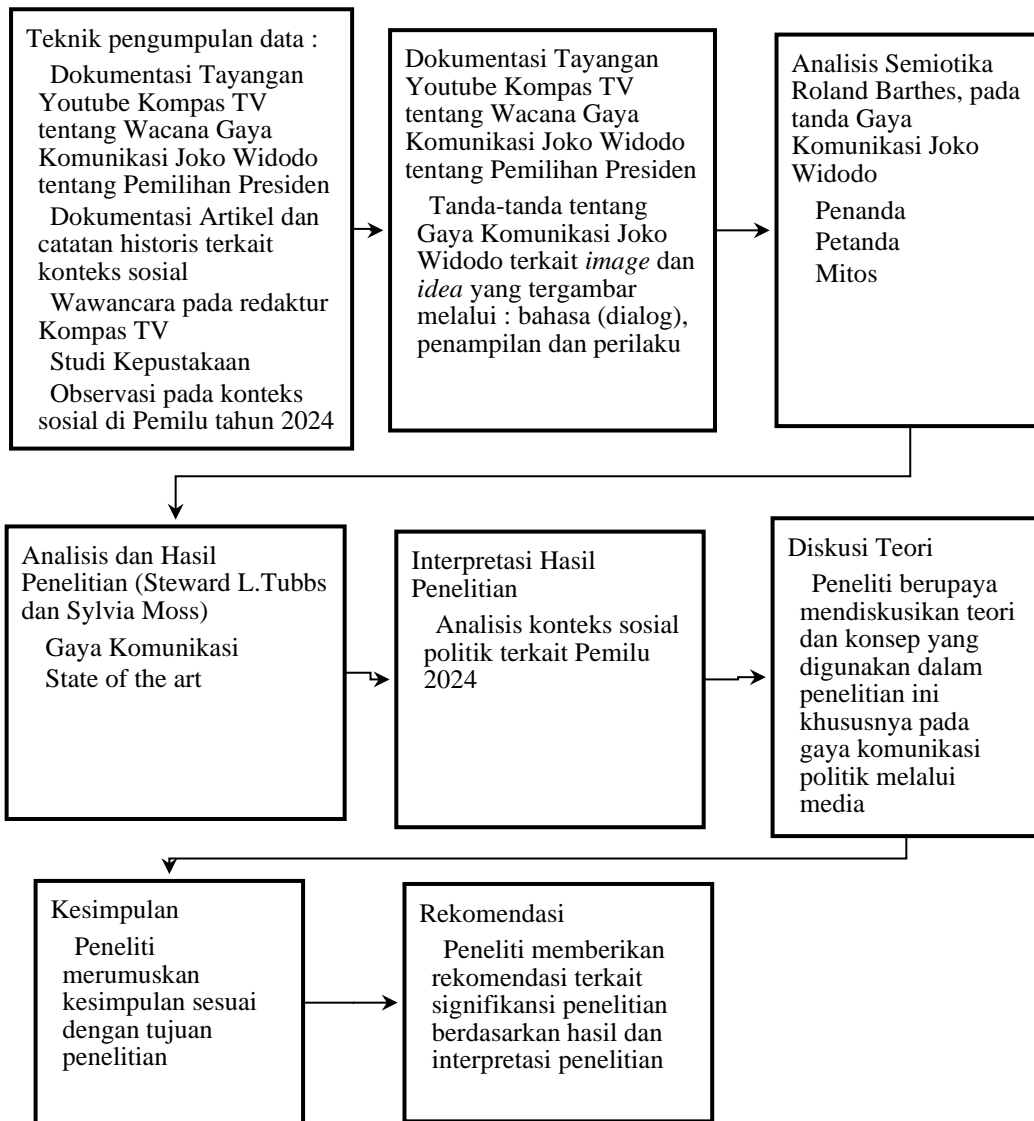 Teknik pengumpulan data :
Dokumentasi Tayangan
Youtube Kompas TV
tentang Wacana Gaya
Komunikasi Joko Widodo
tentang Pemilihan Presiden
Dokumentasi Artikel dan
catatan historis terkait
konteks sosial
Wawancara pada redaktur
Kompas TV
Studi Kepustakaan
Observasi pada konteks
sosial di Pemilu tahun 2024
Dokumentasi Tayangan
Youtube Kompas TV
tentang Wacana Gaya
Komunikasi Joko Widodo
tentang Pemilihan Presiden
Tanda-tanda tentang
Gaya Komunikasi Joko
Widodo terkait image dan
idea yang tergambar
melalui : bahasa (dialog),
penampilan dan perilaku
Analisis Semiotika
Roland Barthes, pada
tanda Gaya
Komunikasi Joko
Widodo
Penanda
Petanda
Mitos
Analisis dan Hasil
Penelitian (Steward L.Tubbs
dan Sylvia Moss)
Gaya Komunikasi
State of the art
Interpretasi Hasil
Penelitian
Analisis konteks sosial
politik terkait Pemilu
2024
Diskusi Teori
Peneliti berupaya
mendiskusikan teori
dan konsep yang
digunakan dalam
penelitian ini
khususnya pada
gaya komunikasi
politik melalui
media
Kesimpulan
Peneliti
merumuskan
kesimpulan sesuai
dengan tujuan
penelitian
Rekomendasi
Peneliti memberikan
rekomendasi terkait
signifikansi penelitian
berdasarkan hasil dan
interpretasi penelitian